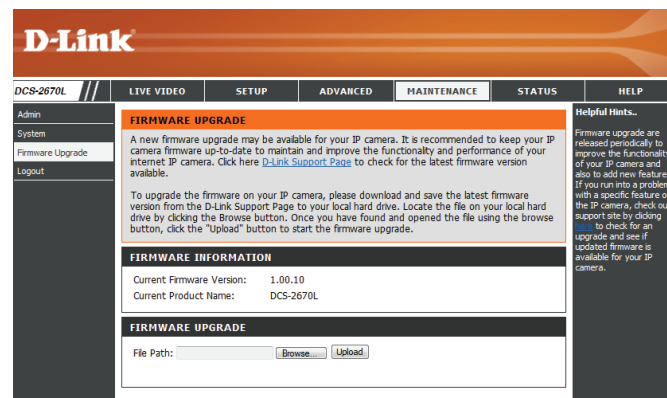 D-Link
DCS-2670L
LIVE VIDEO
SETUP
ADVANCED
MAINTENANCE
STATUS
HELP
Admin
System
Firmware Upgrade
Logout
FIRMWARE UPGRADE
A new firmware upgrade may be available for your IP camera. It is recommended to keep your IP
camera firmware up-to-date to maintain and improve the functionality and performance of your
internet IP camera. Click here D-Link Support Page to check for the latest firmware version
available.
To upgrade the firmware on your IP camera, please download and save the latest firmware
version from the D-Link Support Page to your local hard drive. Locate the file on your local hard
drive by clicking the Browse button. Once you have found and opened the file using the browse
button, click the "Upload" button to start the firmware upgrade.
FIRMWARE INFORMATION
Current Firmware Version: 1.00.10
Current Product Name: DCS-2670L
FIRMWARE UPGRADE
File Path: Browse... Upload
Helpful Hints..
Firmware upgrade are
released periodically to
improve the functionality
of your IP camera and
also to add new feature
If you run into a problem
with a specific feature o
the IP camera, check ou
support site by clicking
here to check for an
upgrade and see if
updated firmware is
available for your IP
camera.